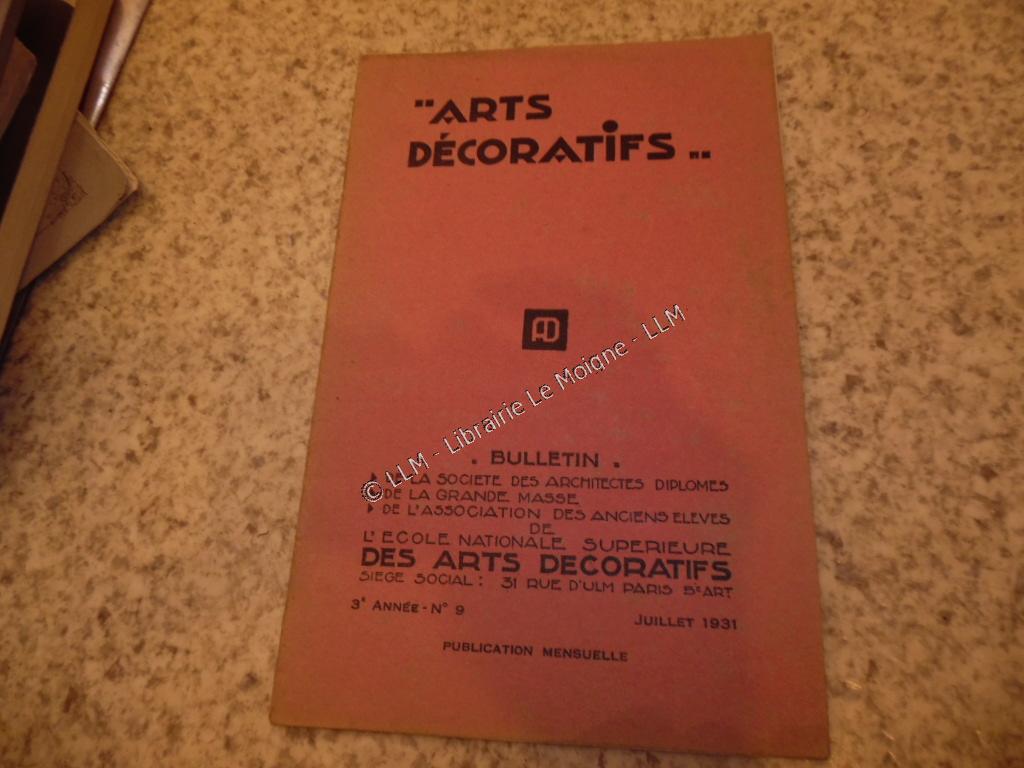 "ARTS
DÉCORATIFS"
AD
. BULLETIN .
LA SOCIETE DES ARCHITECTES DIPLOMES
DE LA GRANDE MASSE
DE L'ASSOCIATION DES ANCIENS ELEVES
DE
L'ECOLE NATIONALE SUPERIEURE
DES ARTS DECORATIFS
SIEGE SOCIAL : 31 RUE D'ULM PARIS 5e ART
3e ANNÉE - N° 9
JUILLET 1931
PUBLICATION MENSUELLE
© LLM - Librairie Le Moigne - LLM